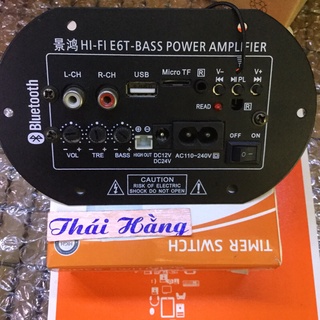 景鸿 HI-FI E6T-BASS POWER AMPLIFIER
L-CH R-CH USB Micro TF R V- PL V+
READ R
Bluetooth
VOL TRE BASS HIGH OUT DC12V DC24V AC110~240V OFF ON
CAUTION
RISK OF ELECTRIC
SHOCK DO NOT OPEN
Thái Hằng
TIMER SWITCH